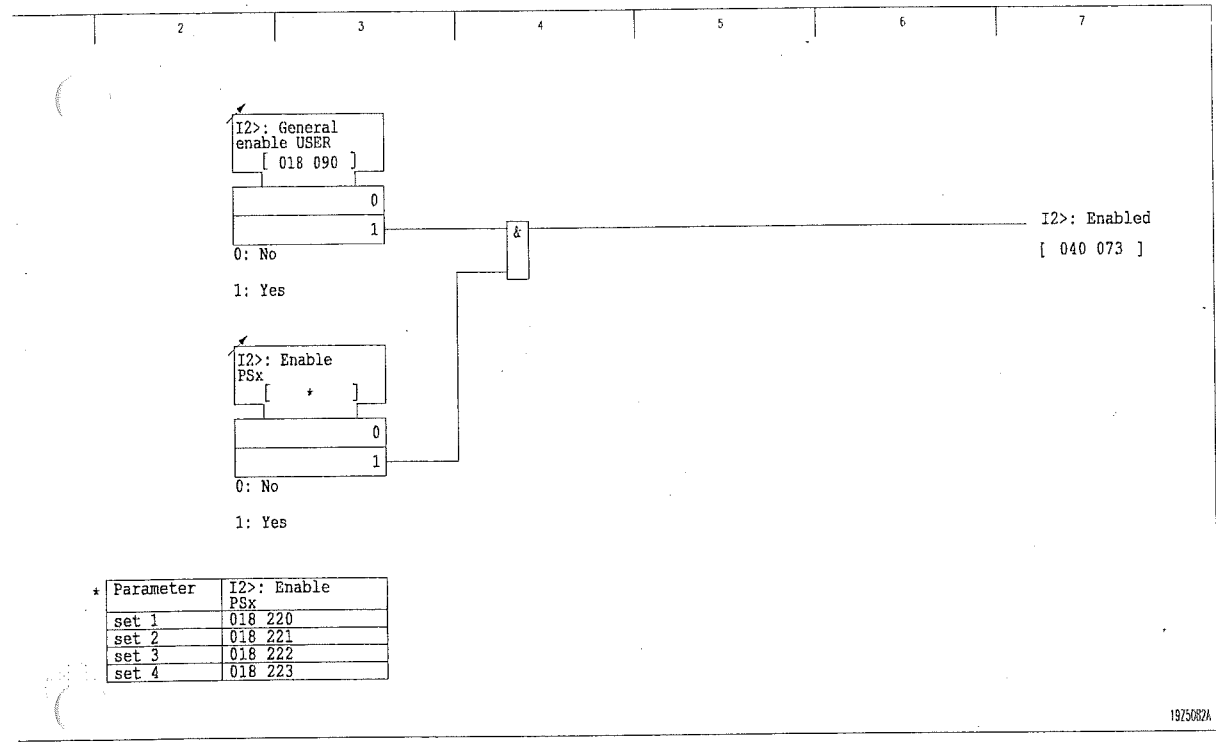 2 3 4 5 6 7
I2>: General
enable USER
[ 018 090 ]
0
1
0: No
1: Yes
&
I2>: Enabled
[ 040 073 ]
I2>: Enable
PSx
[ * ]
0
1
0: No
1: Yes
* Parameter I2>: Enable
PSx
set 1 018 220
set 2 018 221
set 3 018 222
set 4 018 223
19Z5082A